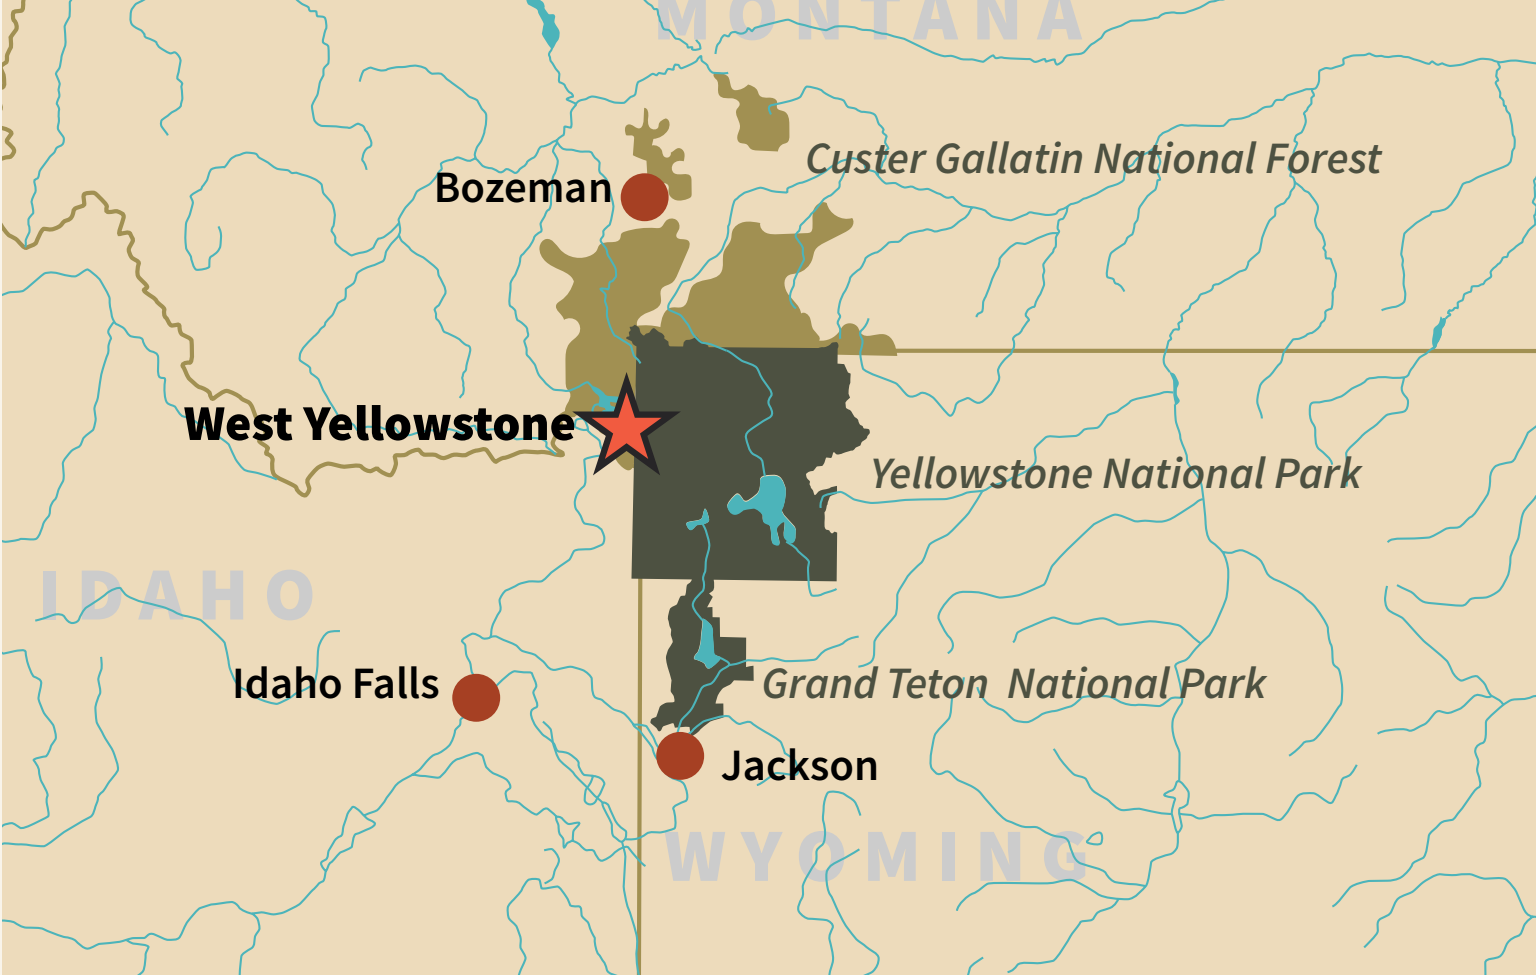 MONTANA
Custer Gallatin National Forest
Bozeman
West Yellowstone
Yellowstone National Park
IDAHO
Idaho Falls
Grand Teton National Park
Jackson
WYOMING